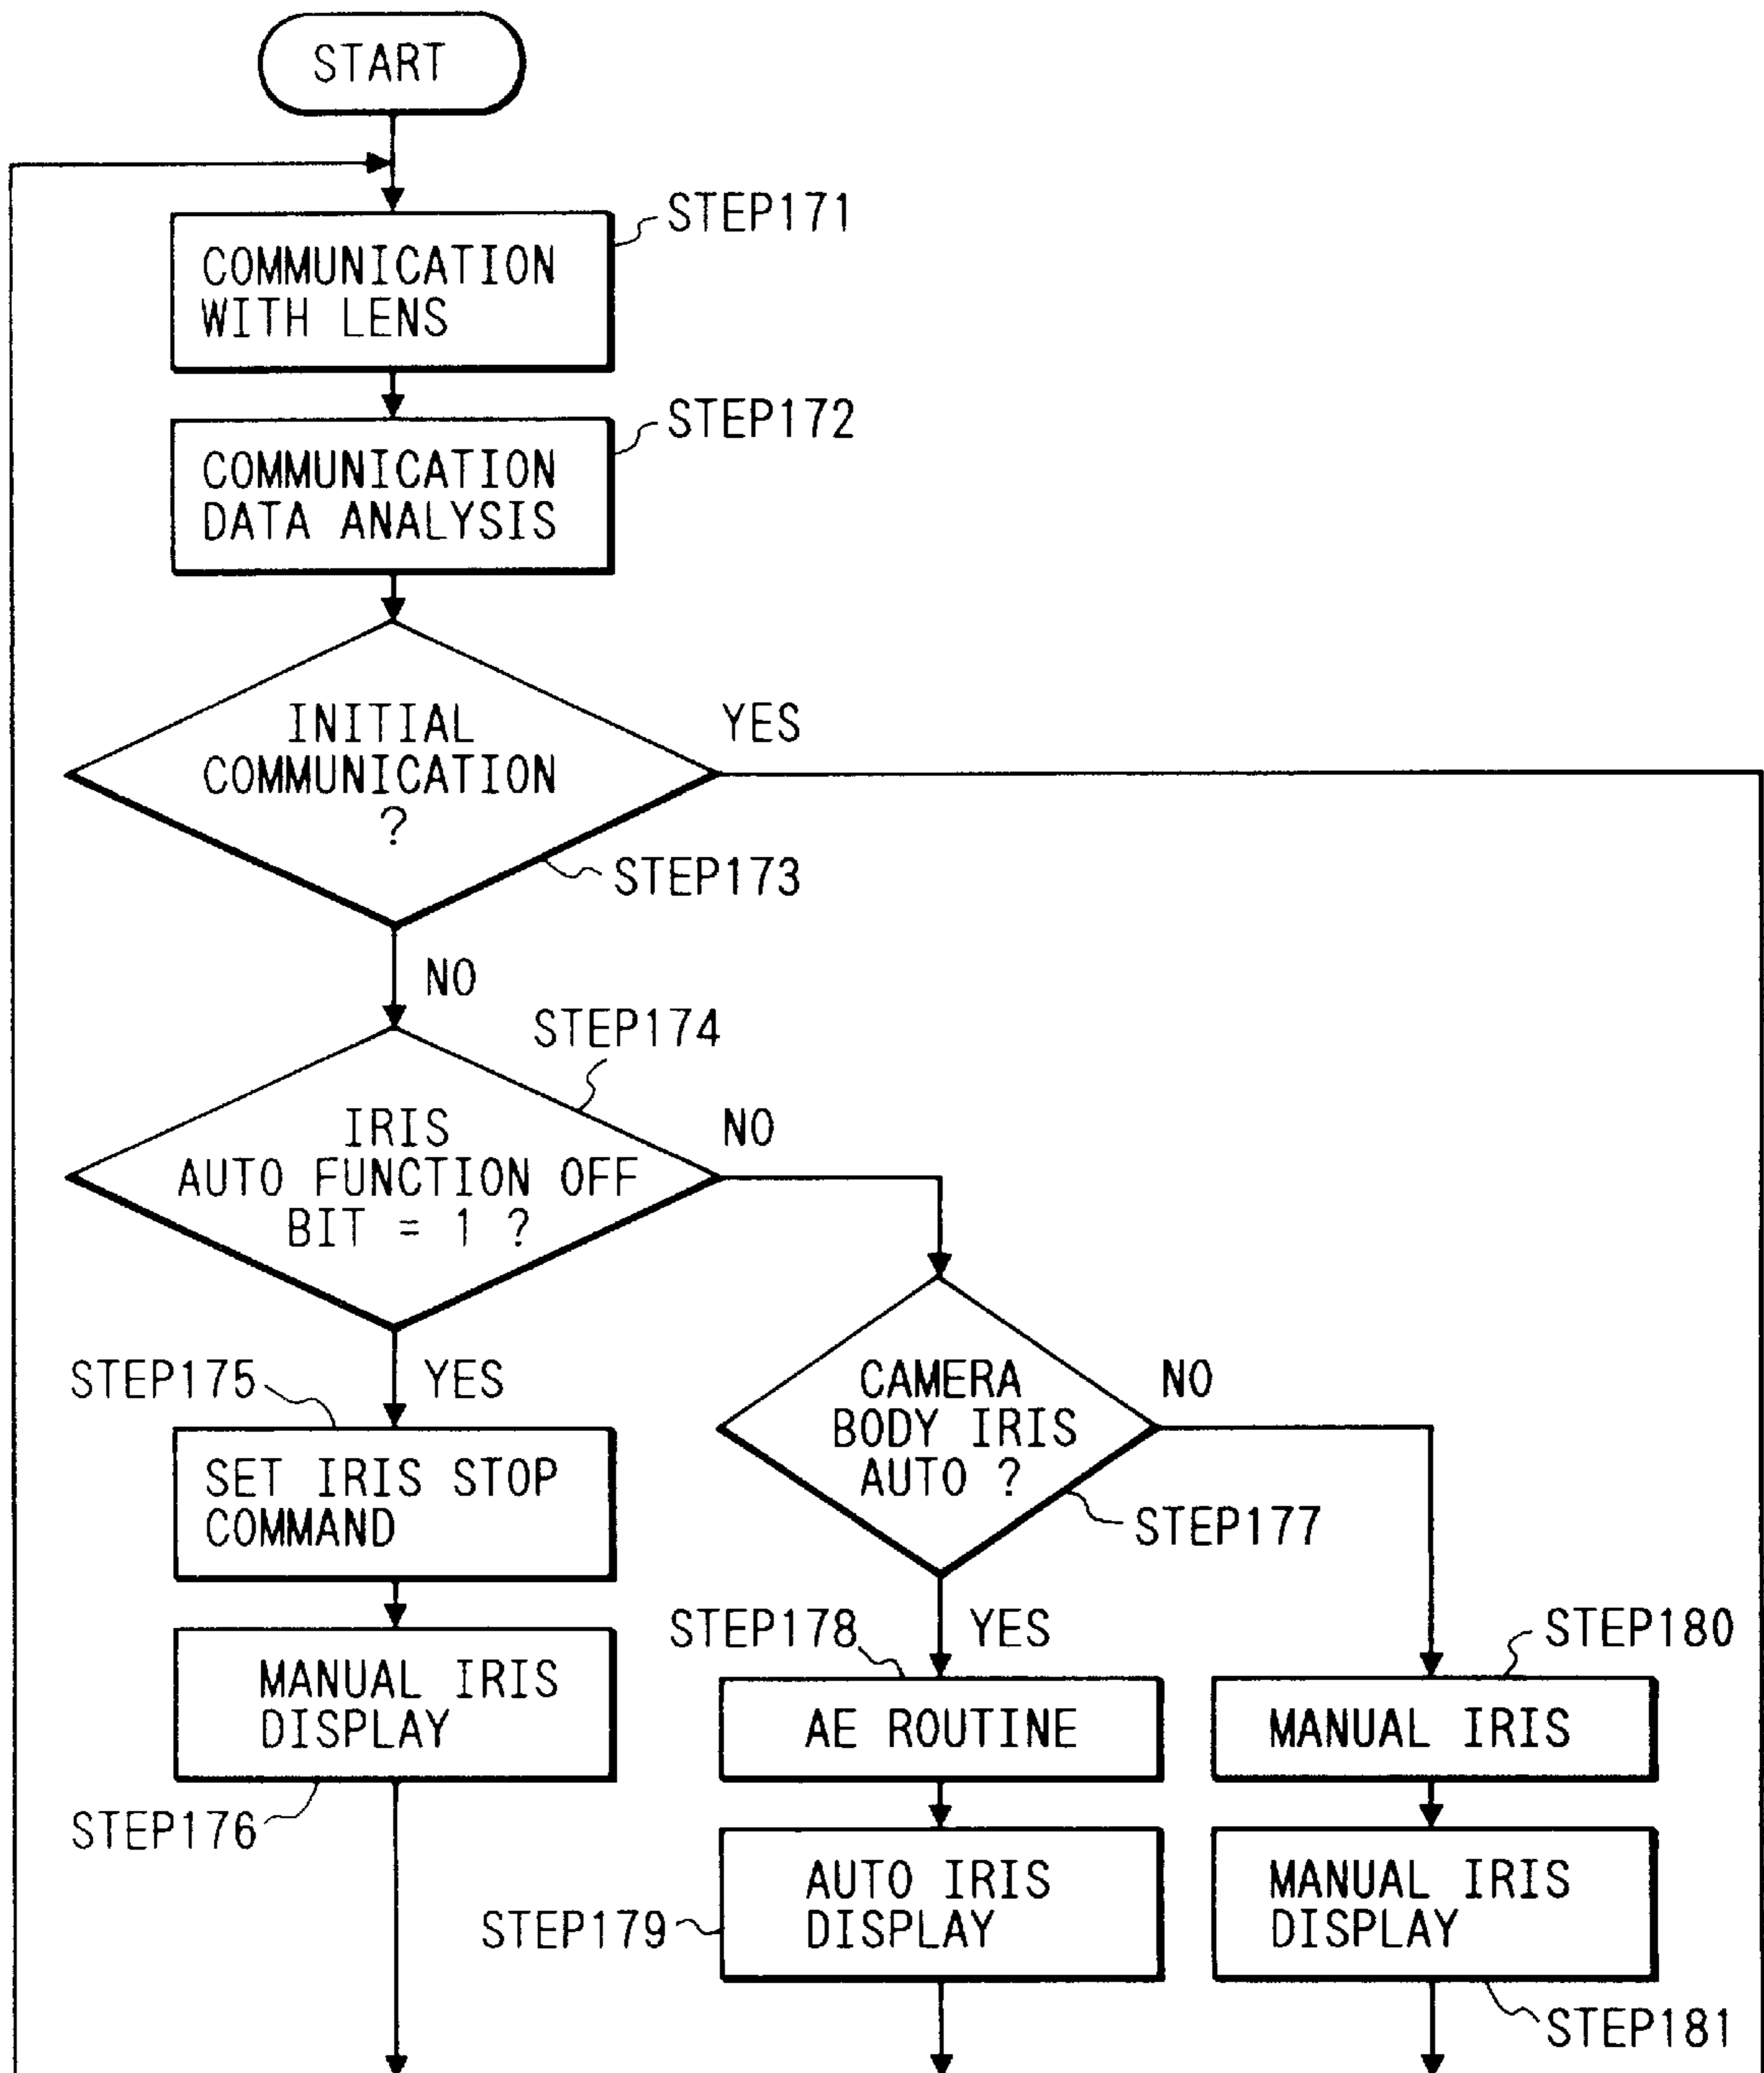 START
STEP171
COMMUNICATION
WITH LENS
STEP172
COMMUNICATION
DATA ANALYSIS
INITIAL
COMMUNICATION
?
YES
STEP173
NO
STEP174
IRIS
AUTO FUNCTION OFF
BIT = 1 ?
NO
STEP175
YES
SET IRIS STOP
COMMAND
CAMERA
BODY IRIS
AUTO ?
NO
STEP177
MANUAL IRIS
DISPLAY
STEP176
STEP178
YES
AE ROUTINE
STEP180
MANUAL IRIS
STEP179
AUTO IRIS
DISPLAY
MANUAL IRIS
DISPLAY
STEP181